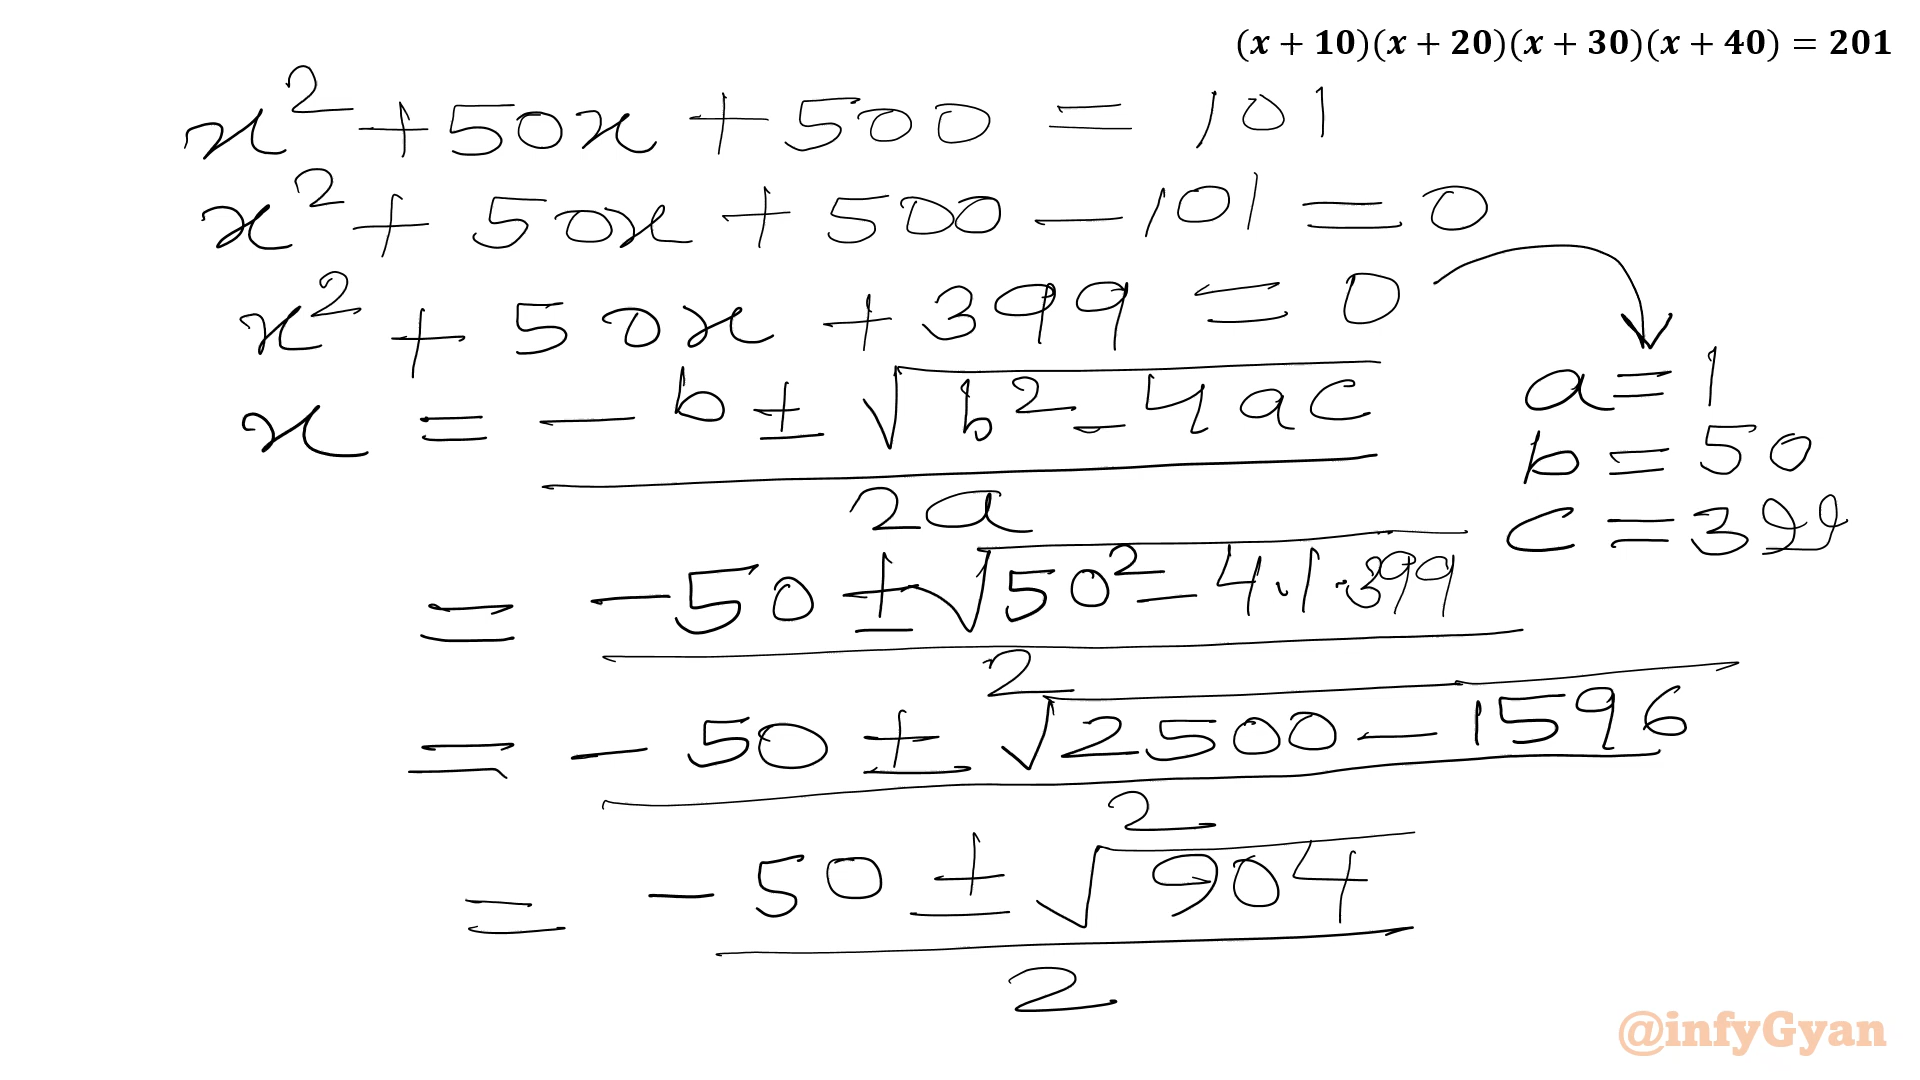 (x + 10)(x + 20)(x + 30)(x + 40) = 201
x² + 50x + 500 = 101
x² + 50x + 500 - 101 = 0
x² + 50x + 399 = 0
x = (-b ± √(b² - 4ac)) / 2a
a = 1
b = 50
c = 399
= (-50 ± √(50² - 4.1.399)) / 2
= (-50 ± √(2500 - 1596)) / 2
= (-50 ± √904) / 2
@infyGyan